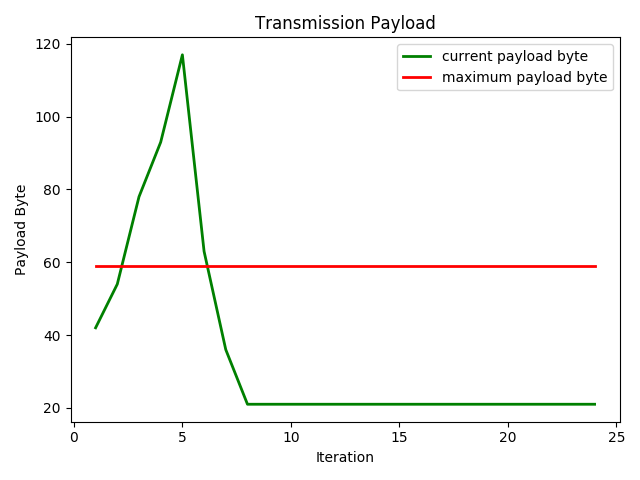 Transmission Payload
current payload byte
maximum payload byte
120
100
80
60
40
20
Payload Byte
0
5
10
15
20
25
Iteration